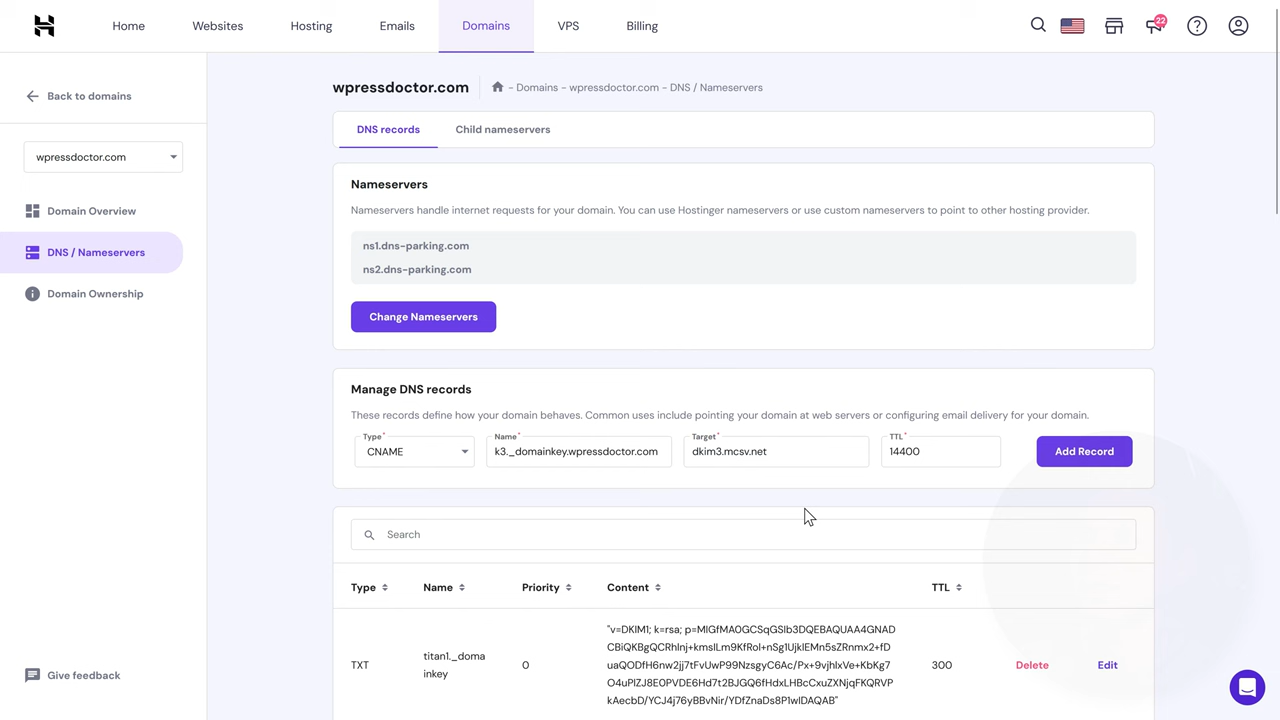 Home Websites Hosting Emails Domains VPS Billing 22
Back to domains
wpressdoctor.com
Domain Overview
DNS / Nameservers
Domain Ownership
Give feedback
wpressdoctor.com - Domains - wpressdoctor.com - DNS / Nameservers
DNS records Child nameservers
Nameservers
Nameservers handle internet requests for your domain. You can use Hostinger nameservers or use custom nameservers to point to other hosting provider.
ns1.dns-parking.com
ns2.dns-parking.com
Change Nameservers
Manage DNS records
These records define how your domain behaves. Common uses include pointing your domain at web servers or configuring email delivery for your domain.
Type* Name* Target* TTL*
CNAME k3._domainkey.wpressdoctor.com dkim3.mcsv.net 14400 Add Record
Search
Type Name Priority Content TTL
"v=DKIM1; k=rsa; p=MIGfMA0GCSqGSIb3DQEBAQUAA4GNAD
CBiQKBgQCRhInj+kmsILm9KfRoI+nSg1UjkIEMn5sZRnmx2+fD
TXT titan1._doma
inkey 0 uaQODfH6nw2jj7tFvUwP99NzsgyC6Ac/Px+9vjhIxVe+KbKg7 300 Delete Edit
O4uPIZJ8E0PVDE6Hd7t2BJGQ6fHdxLHBcCxuZXNjqFKQRVP
kAecbD/YCJ4j76yBBvNir/YDfZnaDs8P1wIDAQAB"